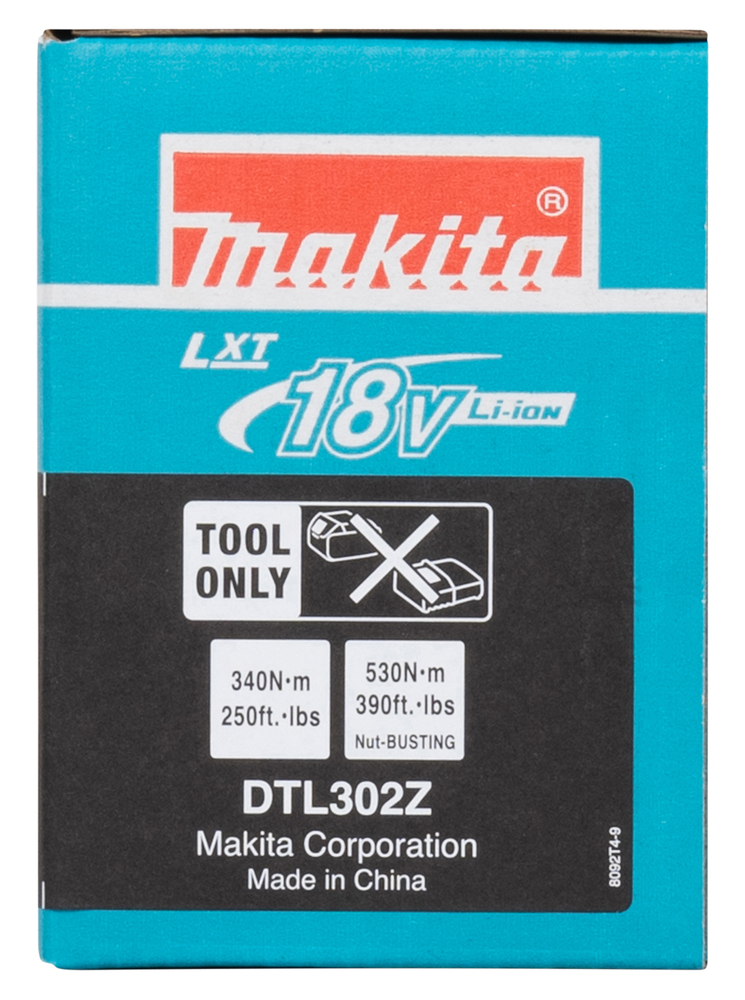 makita®
LXT
18V Li-ion
TOOL
ONLY
340N·m
250ft.·lbs
530N·m
390ft.·lbs
Nut-BUSTING
DTL302Z
Makita Corporation
Made in China
8092T4-9